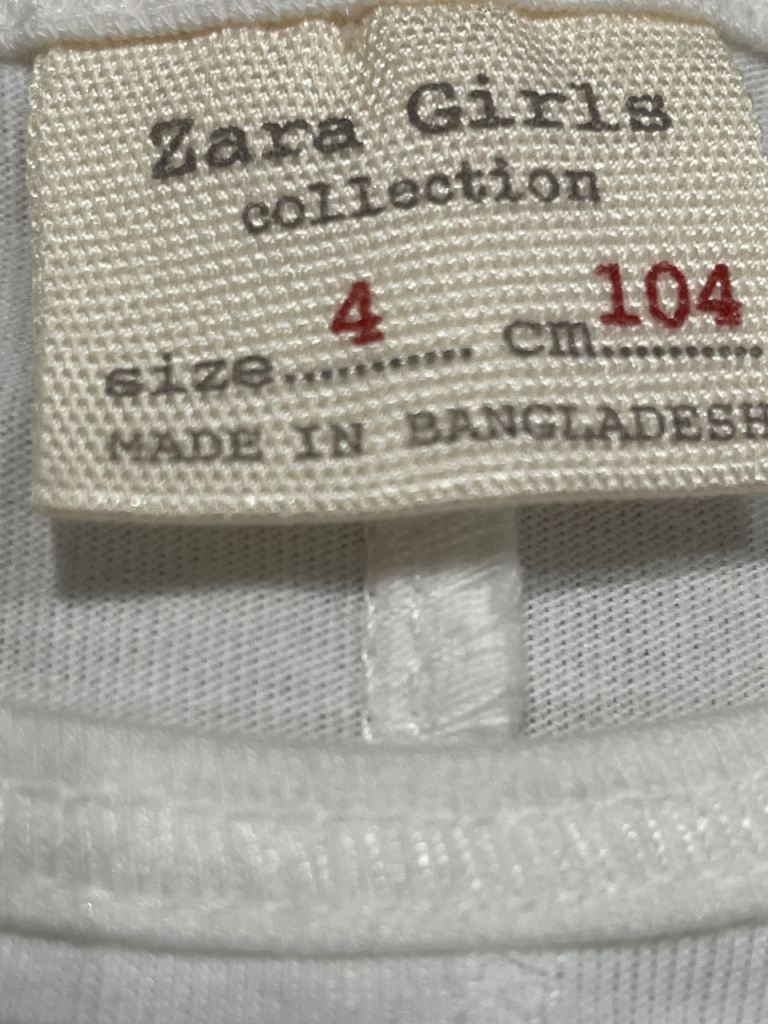 Zara Girls
collection
size....4........ cm..104........
MADE IN BANGLADESH